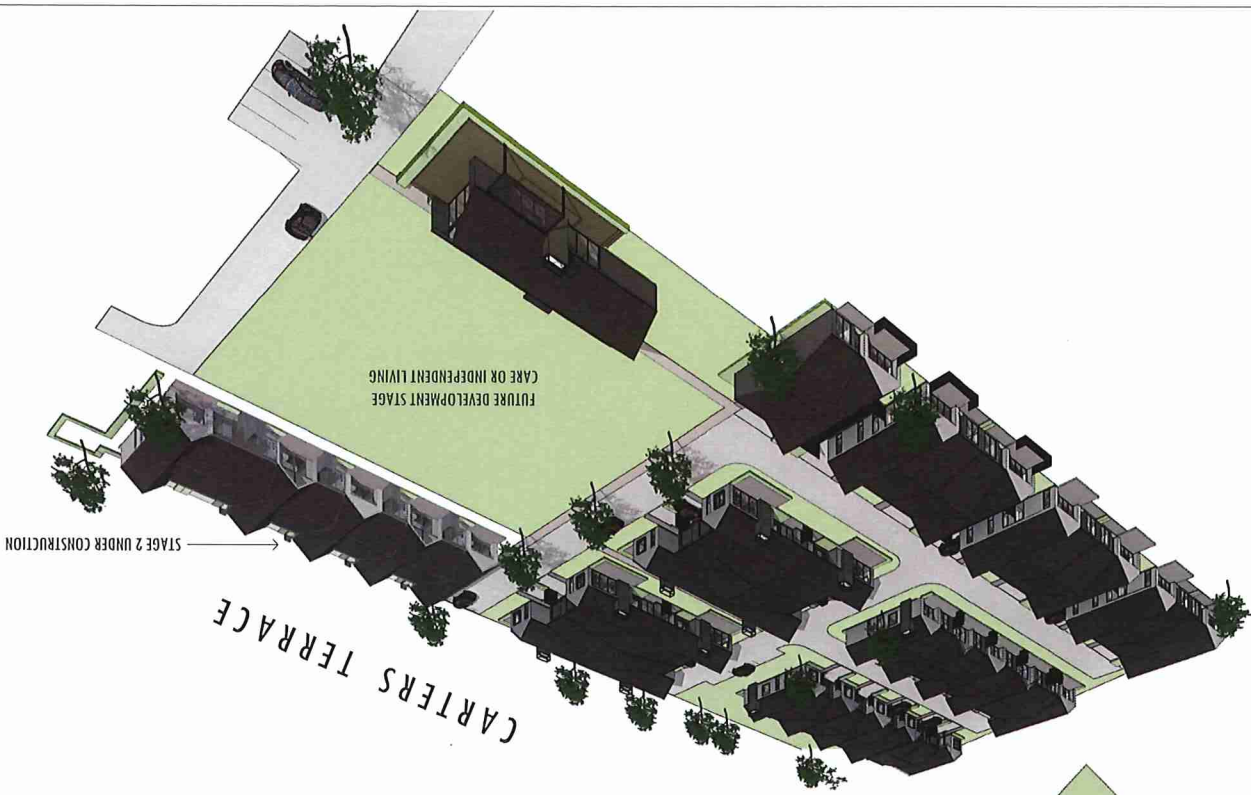 CARTERS TERRACE
STAGE 2 UNDER CONSTRUCTION
FUTURE DEVELOPMENT STAGE
CARE OR INDEPENDENT LIVING